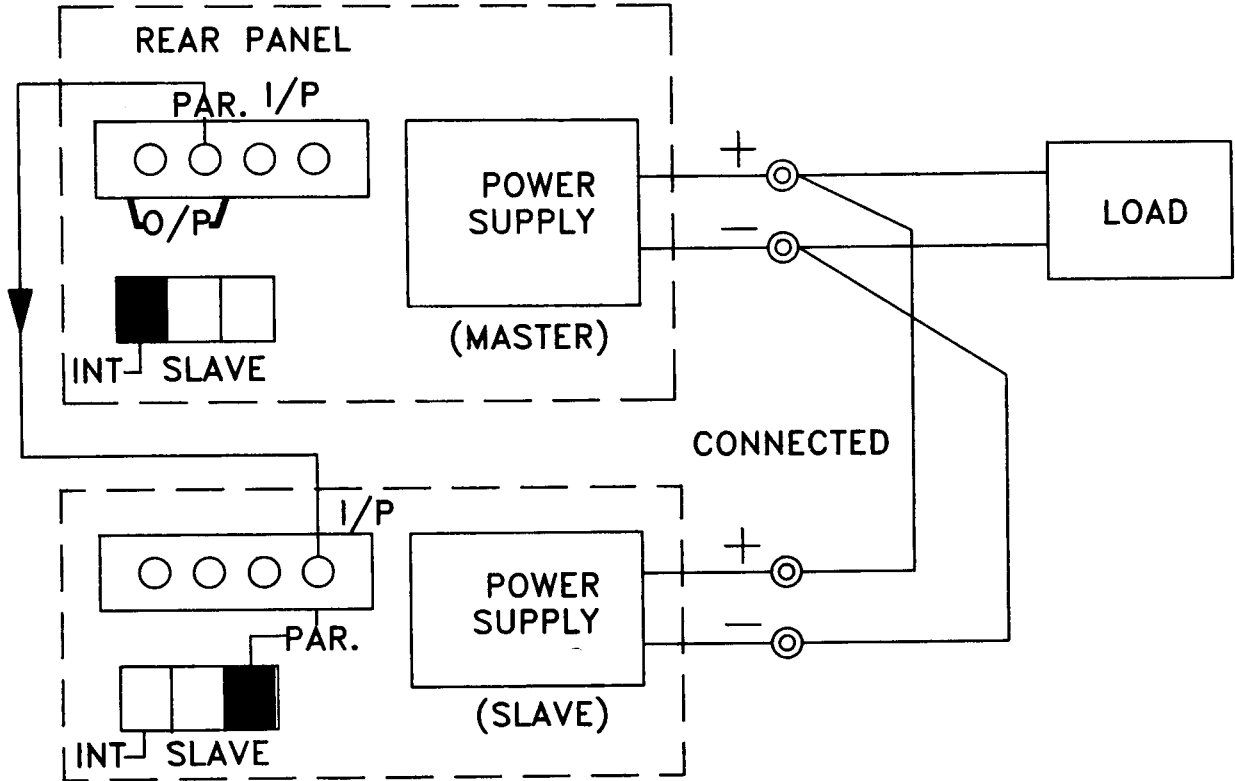 REAR PANEL
PAR. I/P
O/P
INT SLAVE
POWER
SUPPLY
(MASTER)
+
−
LOAD
CONNECTED
I/P
PAR.
INT SLAVE
POWER
SUPPLY
(SLAVE)
+
−